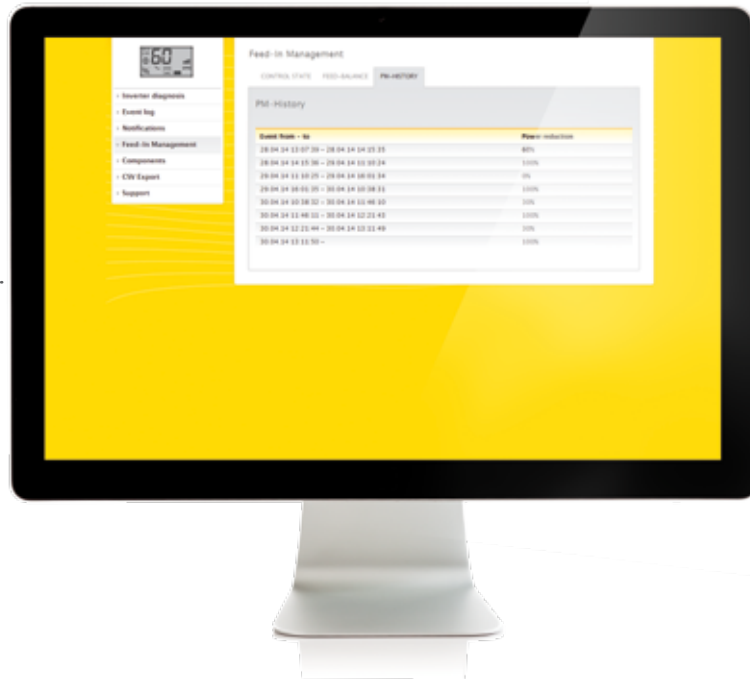 60
› Inverter diagnosis
› Event log
› Notifications
› Feed-In Management
› Components
› CSV Export
› Support
Feed-In Management
CONTROL STATE FEED-BALANCE PM-HISTORY
PM-History
Event from - to Power reduction
28.04.14 13:07:39 - 28.04.14 14:15:35 60%
28.04.14 14:15:36 - 29.04.14 11:10:24 100%
29.04.14 11:10:25 - 29.04.14 16:01:34 0%
29.04.14 16:01:35 - 30.04.14 10:38:31 100%
30.04.14 10:38:32 - 30.04.14 11:46:10 30%
30.04.14 11:46:11 - 30.04.14 12:21:43 100%
30.04.14 12:21:44 - 30.04.14 13:11:49 30%
30.04.14 13:11:50 - 100%